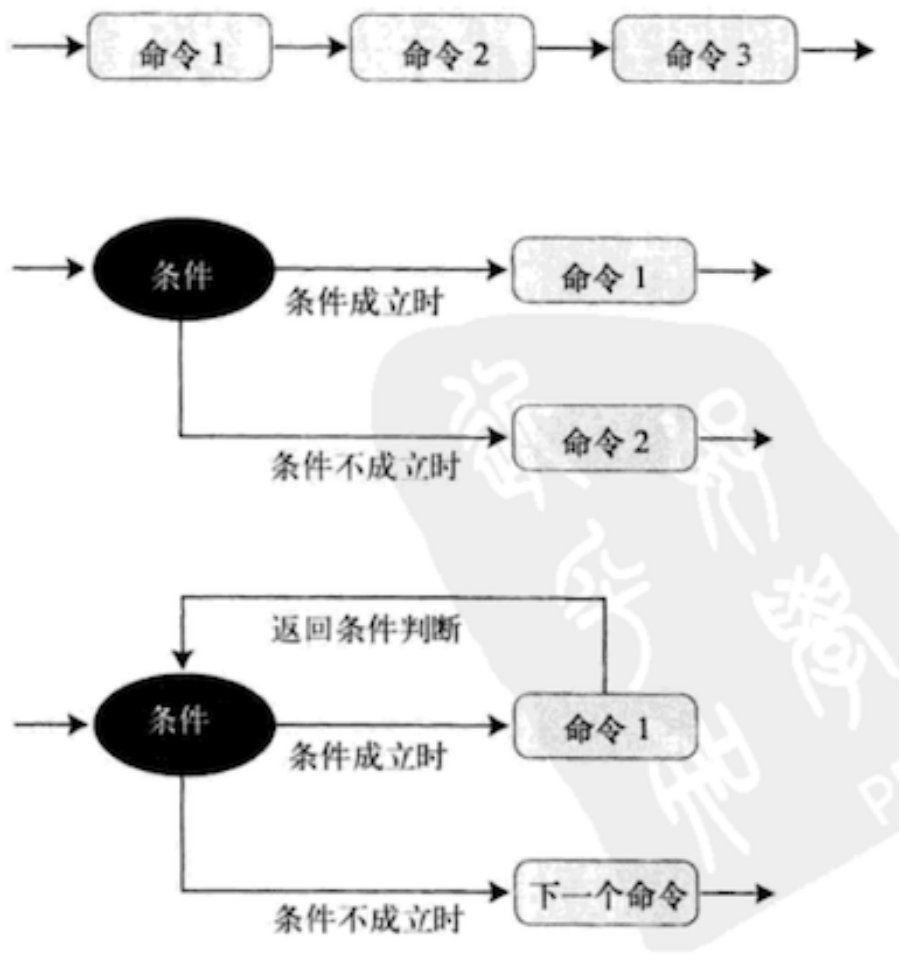 命令 1 命令 2 命令 3
条件 命令 1
条件成立时
命令 2
条件不成立时
返回条件判断
条件 命令 1
条件成立时
下一个命令
条件不成立时